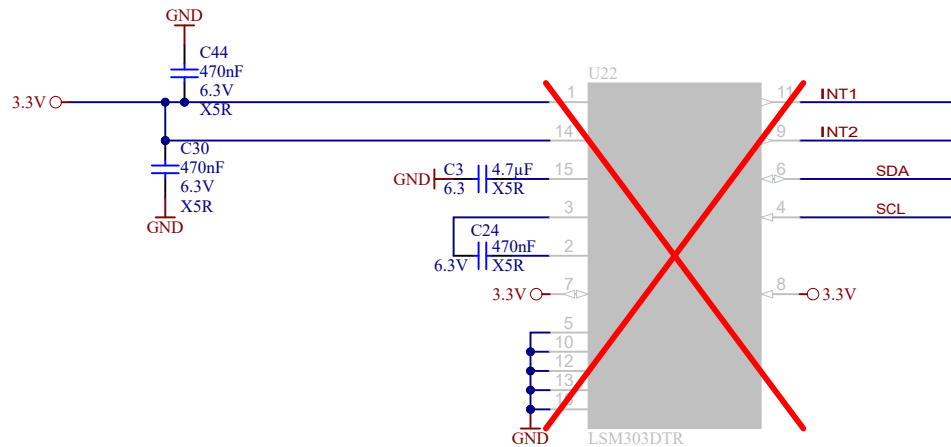 GND
C44
470nF
6.3V
X5R
3.3V
C30
470nF
6.3V
X5R
GND
GND
C3 4.7µF
6.3 X5R
C24
470nF
6.3V X5R
3.3V
GND
U22
1
14
15
3
2
7
5
10
12
13
11 INT1
9 INT2
6 SDA
4 SCL
8 3.3V
LSM303DTR